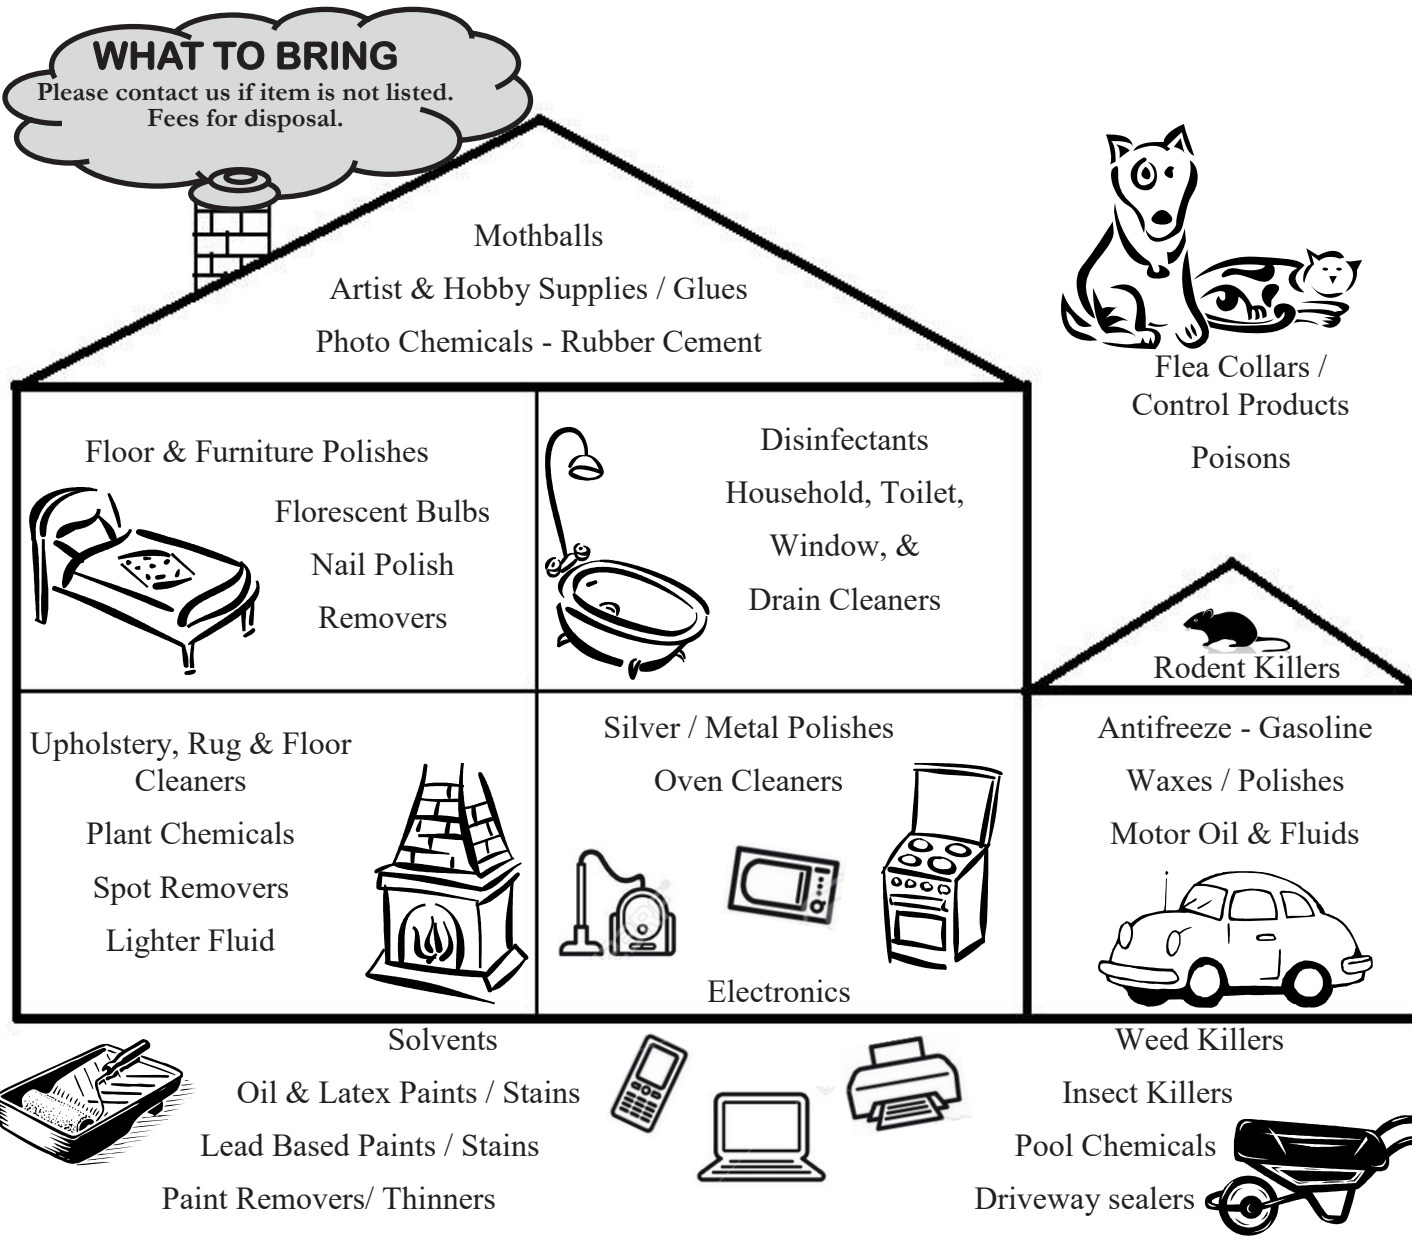 WHAT TO BRING
Please contact us if item is not listed.
Fees for disposal.
Mothballs
Artist & Hobby Supplies / Glues
Photo Chemicals - Rubber Cement
Flea Collars /
Control Products
Poisons
Floor & Furniture Polishes
Florescent Bulbs
Nail Polish
Removers
Disinfectants
Household, Toilet,
Window, &
Drain Cleaners
Rodent Killers
Upholstery, Rug & Floor
Cleaners
Plant Chemicals
Spot Removers
Lighter Fluid
Silver / Metal Polishes
Oven Cleaners
Electronics
Antifreeze - Gasoline
Waxes / Polishes
Motor Oil & Fluids
Solvents
Oil & Latex Paints / Stains
Lead Based Paints / Stains
Paint Removers/ Thinners
Weed Killers
Insect Killers
Pool Chemicals
Driveway sealers